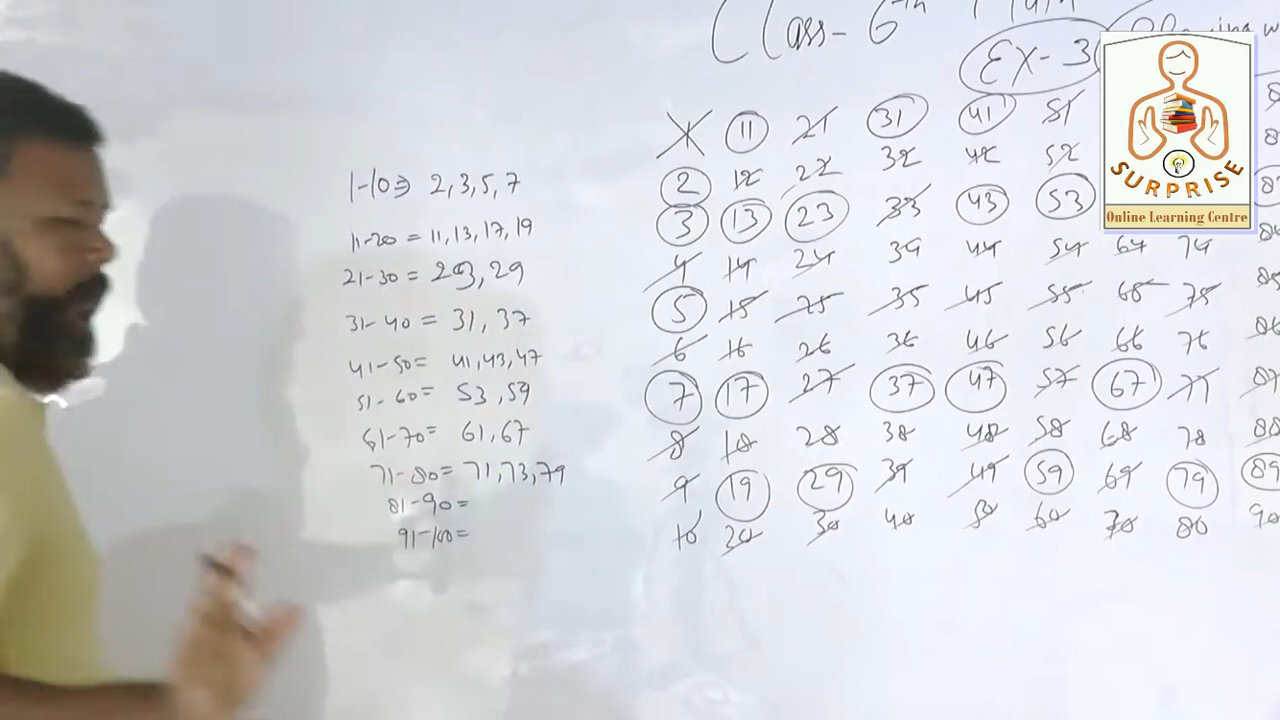 Class- 6th Math
Ex-3
1-10⇒ 2,3,5,7
11-20 = 11,13,17,19
21-30 = 23,29
31-40 = 31,37
41-50= 41,43,47
51-60= 53,59
61-70= 61,67
71-80= 71,73,79
81-90=
91-100=
1 11 21 31 41 51
2 12 22 32 42 52
3 13 23 33 43 53
4 14 24 34 44 54 64 74 84
5 15 25 35 45 55 65 75 85
6 16 26 36 46 56 66 76 86
7 17 27 37 47 57 67 77 87
8 18 28 38 48 58 68 78 88
9 19 29 39 49 59 69 79 89
10 20 30 40 50 60 70 80 90
SURPRISE
Online Learning Centre